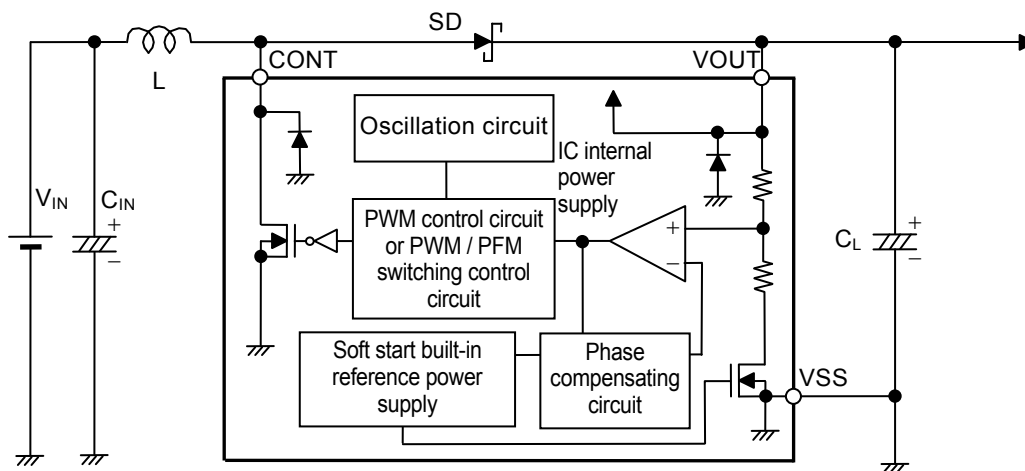 SD
CONT
VOUT
L
Oscillation circuit
IC internal
power
supply
VIN
CIN
+
−
PWM control circuit
or PWM / PFM
switching control
circuit
+
−
CL
+
−
Soft start built-in
reference power
supply
Phase
compensating
circuit
VSS